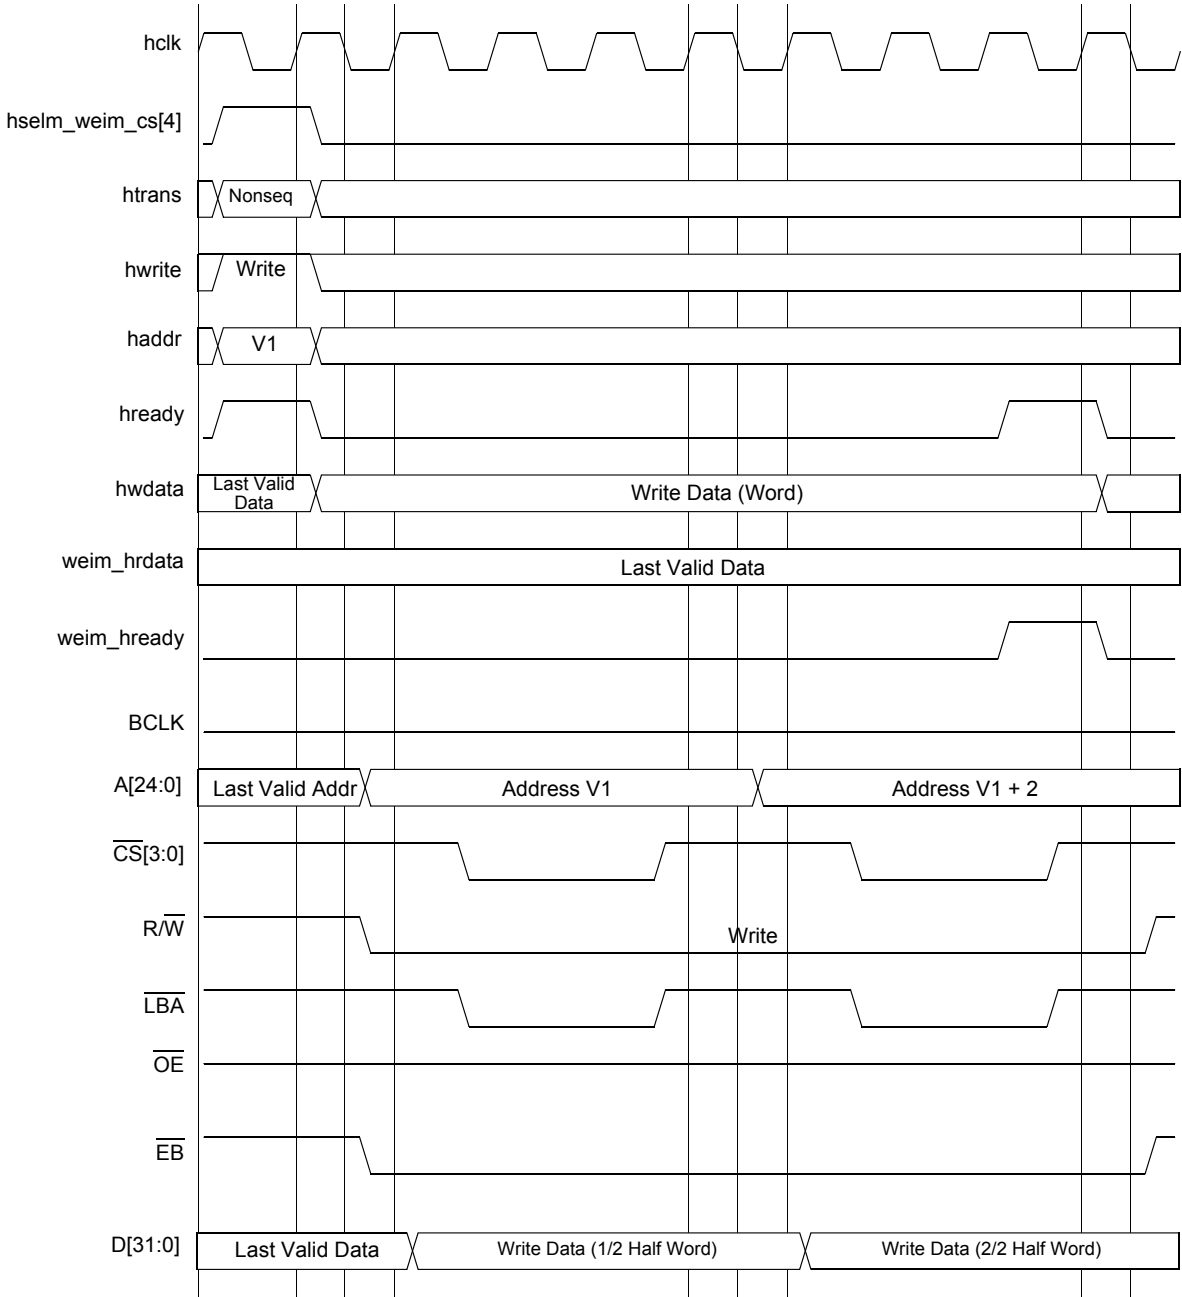 hclk
hselm_weim_cs[4]
htrans Nonseq
hwrite Write
haddr V1
hready
hwdata Last Valid Data Write Data (Word)
weim_hrdata Last Valid Data
weim_hready
BCLK
A[24:0] Last Valid Addr Address V1 Address V1 + 2
CS[3:0]
R/W Write
LBA
OE
EB
D[31:0] Last Valid Data Write Data (1/2 Half Word) Write Data (2/2 Half Word)